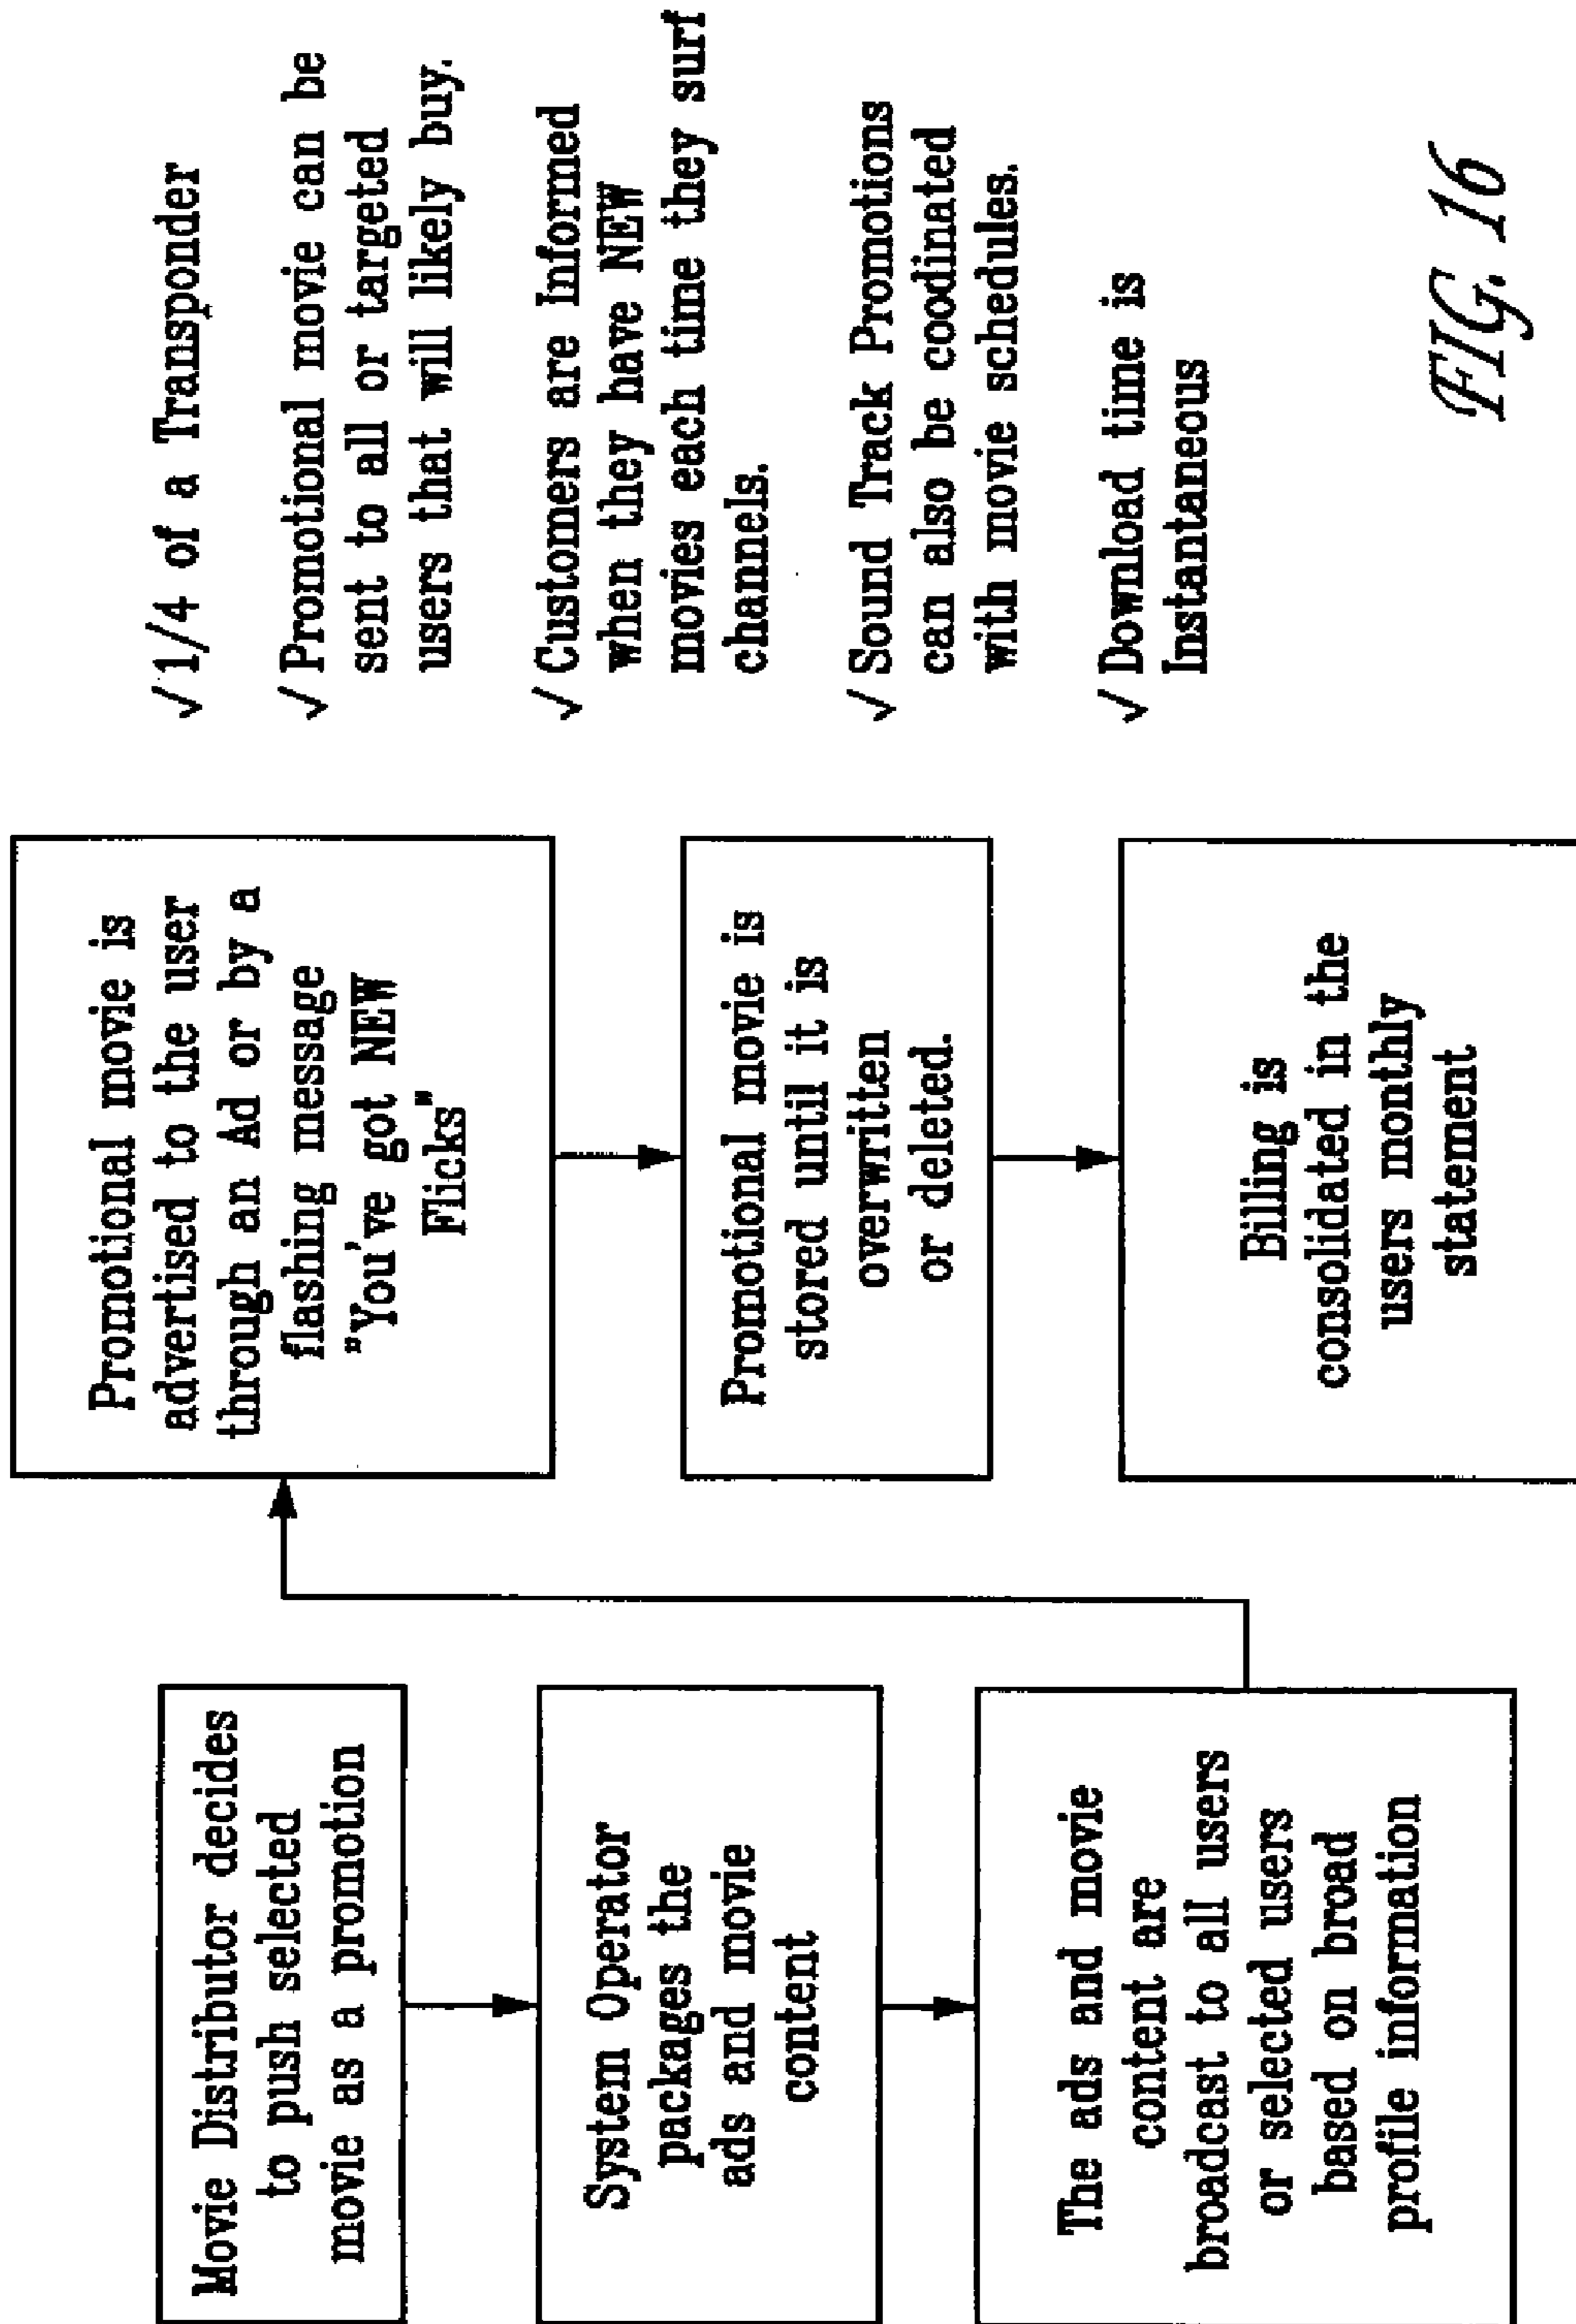 Movie Distributor decides
to push selected
movie as a promotion
System Operator
packages the
ads and movie
content
The ads and movie
content are
broadcast to all users
or selected users
based on broad
profile information
Promotional movie is
advertised to the user
through an Ad or by a
flashing message
"You've got NEW
Flicks"
Promotional movie is
stored until it is
overwritten
or deleted.
Billing is
consolidated in the
users monthly
statement
√ 1/4 of a Transponder
√ Promotional movie can be
sent to all or targeted
users that will likely buy.
√ Customers are Informed
when they have NEW
movies each time they surf
channels.
√ Sound Track Promotions
can also be coodinated
with movie schedules.
√ Download time is
Instantaneous
FIG. 16